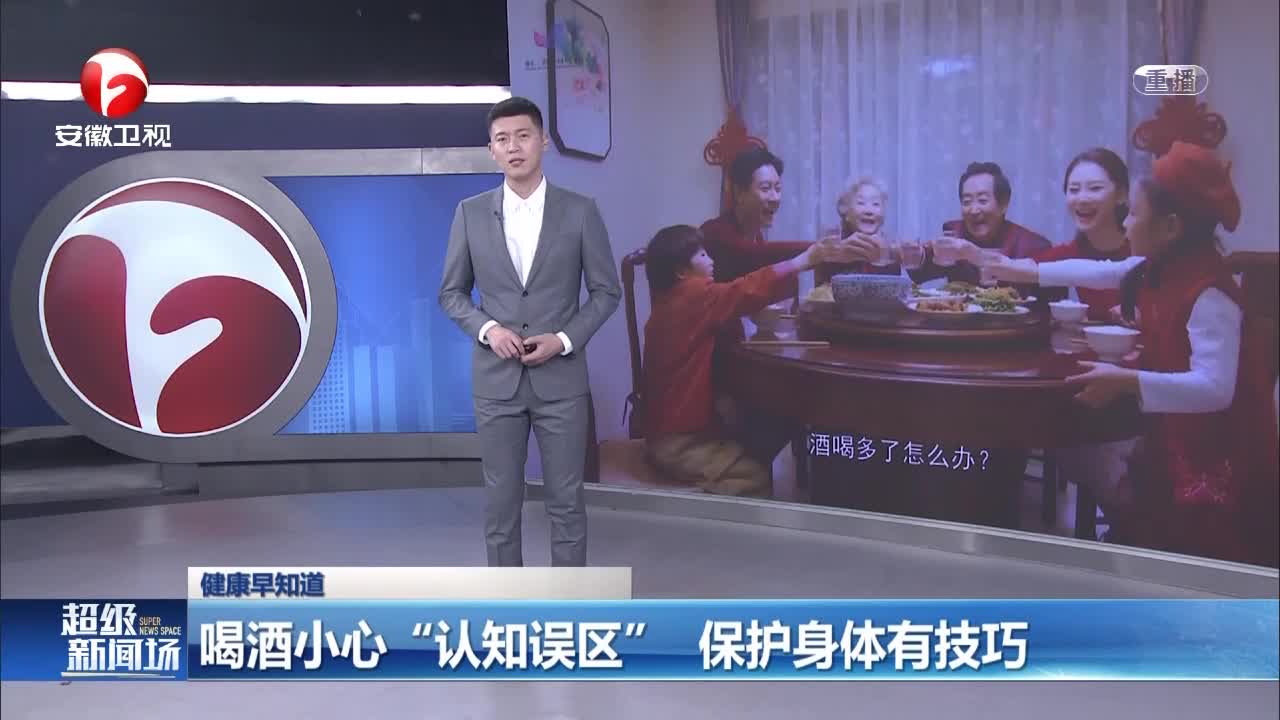 安徽卫视
重播
酒喝多了怎么办?
健康早知道
超级新闻场
SUPER
NEWS SPACE
喝酒小心“认知误区” 保护身体有技巧